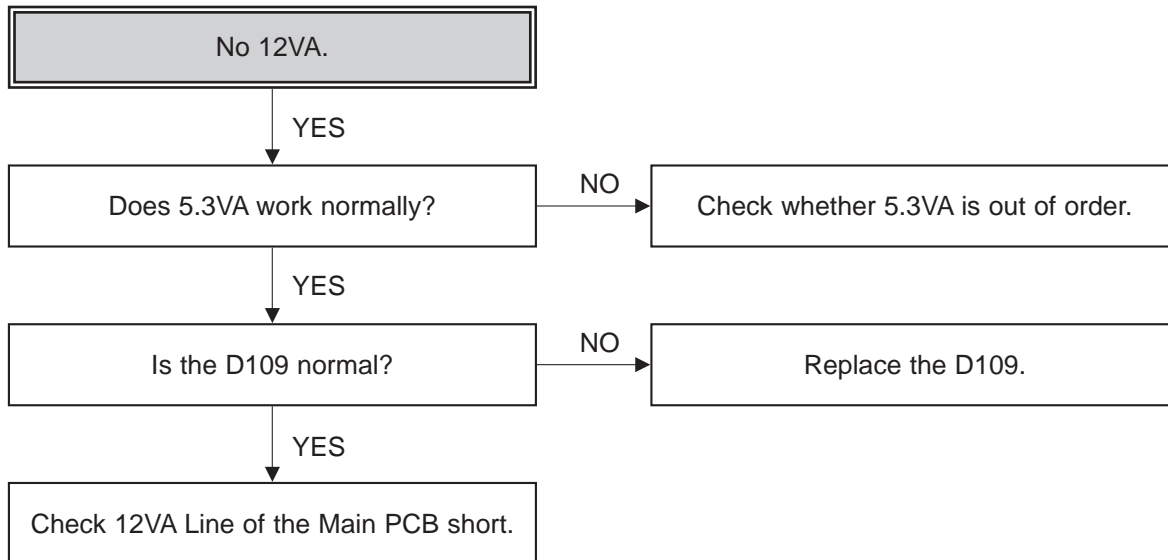 No 12VA.
YES
Does 5.3VA work normally?
NO
Check whether 5.3VA is out of order.
YES
Is the D109 normal?
NO
Replace the D109.
YES
Check 12VA Line of the Main PCB short.